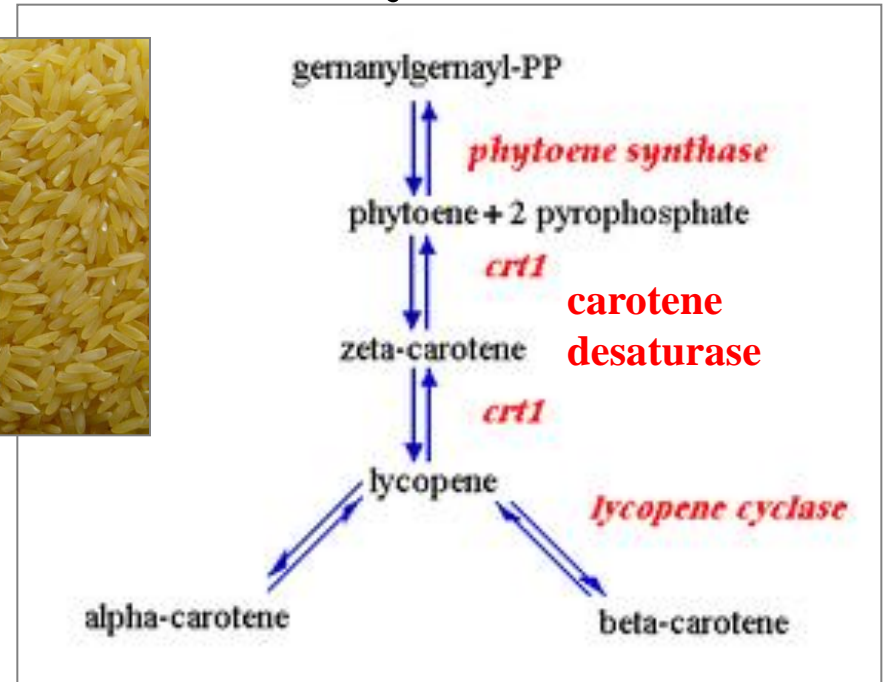 gernanylgernayl-PP
phytoene synthase
phytoene + 2 pyrophosphate
crt1
carotene
desaturase
zeta-carotene
crt1
lycopene
lycopene cyclase
alpha-carotene
beta-carotene